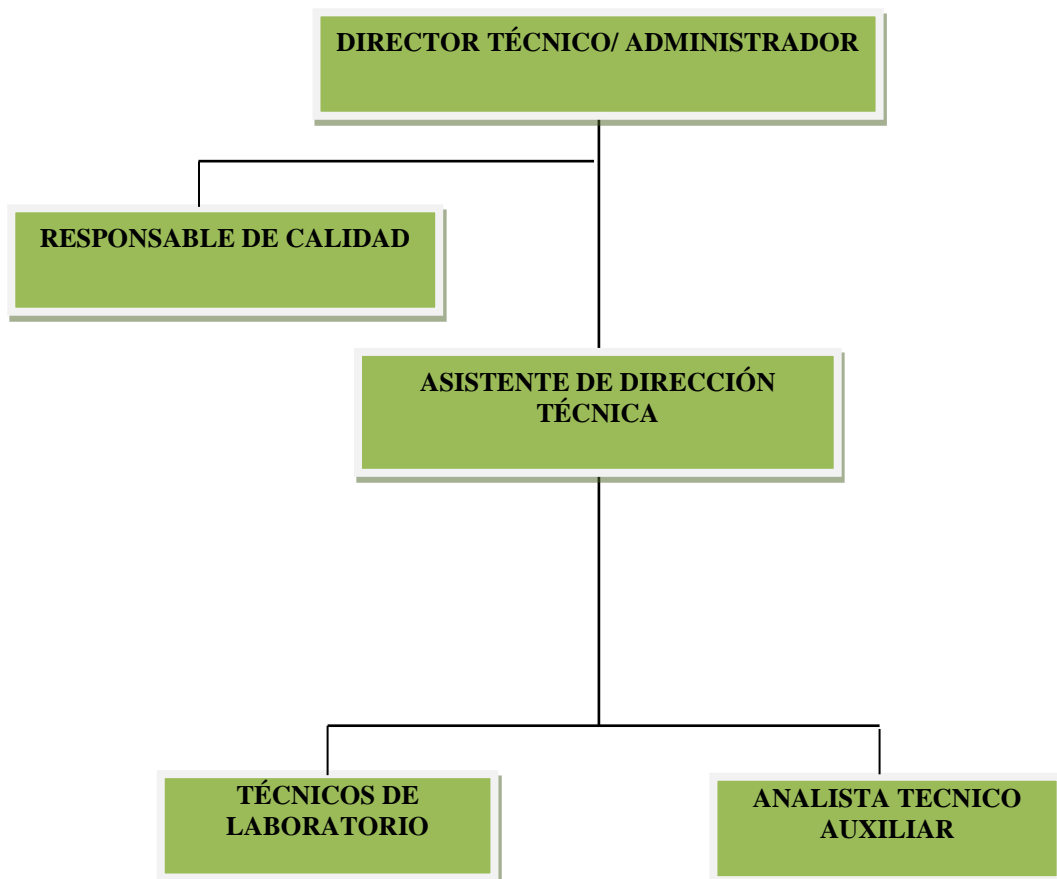 DIRECTOR TÉCNICO/ ADMINISTRADOR
RESPONSABLE DE CALIDAD
ASISTENTE DE DIRECCIÓN
TÉCNICA
TÉCNICOS DE
LABORATORIO
ANALISTA TECNICO
AUXILIAR